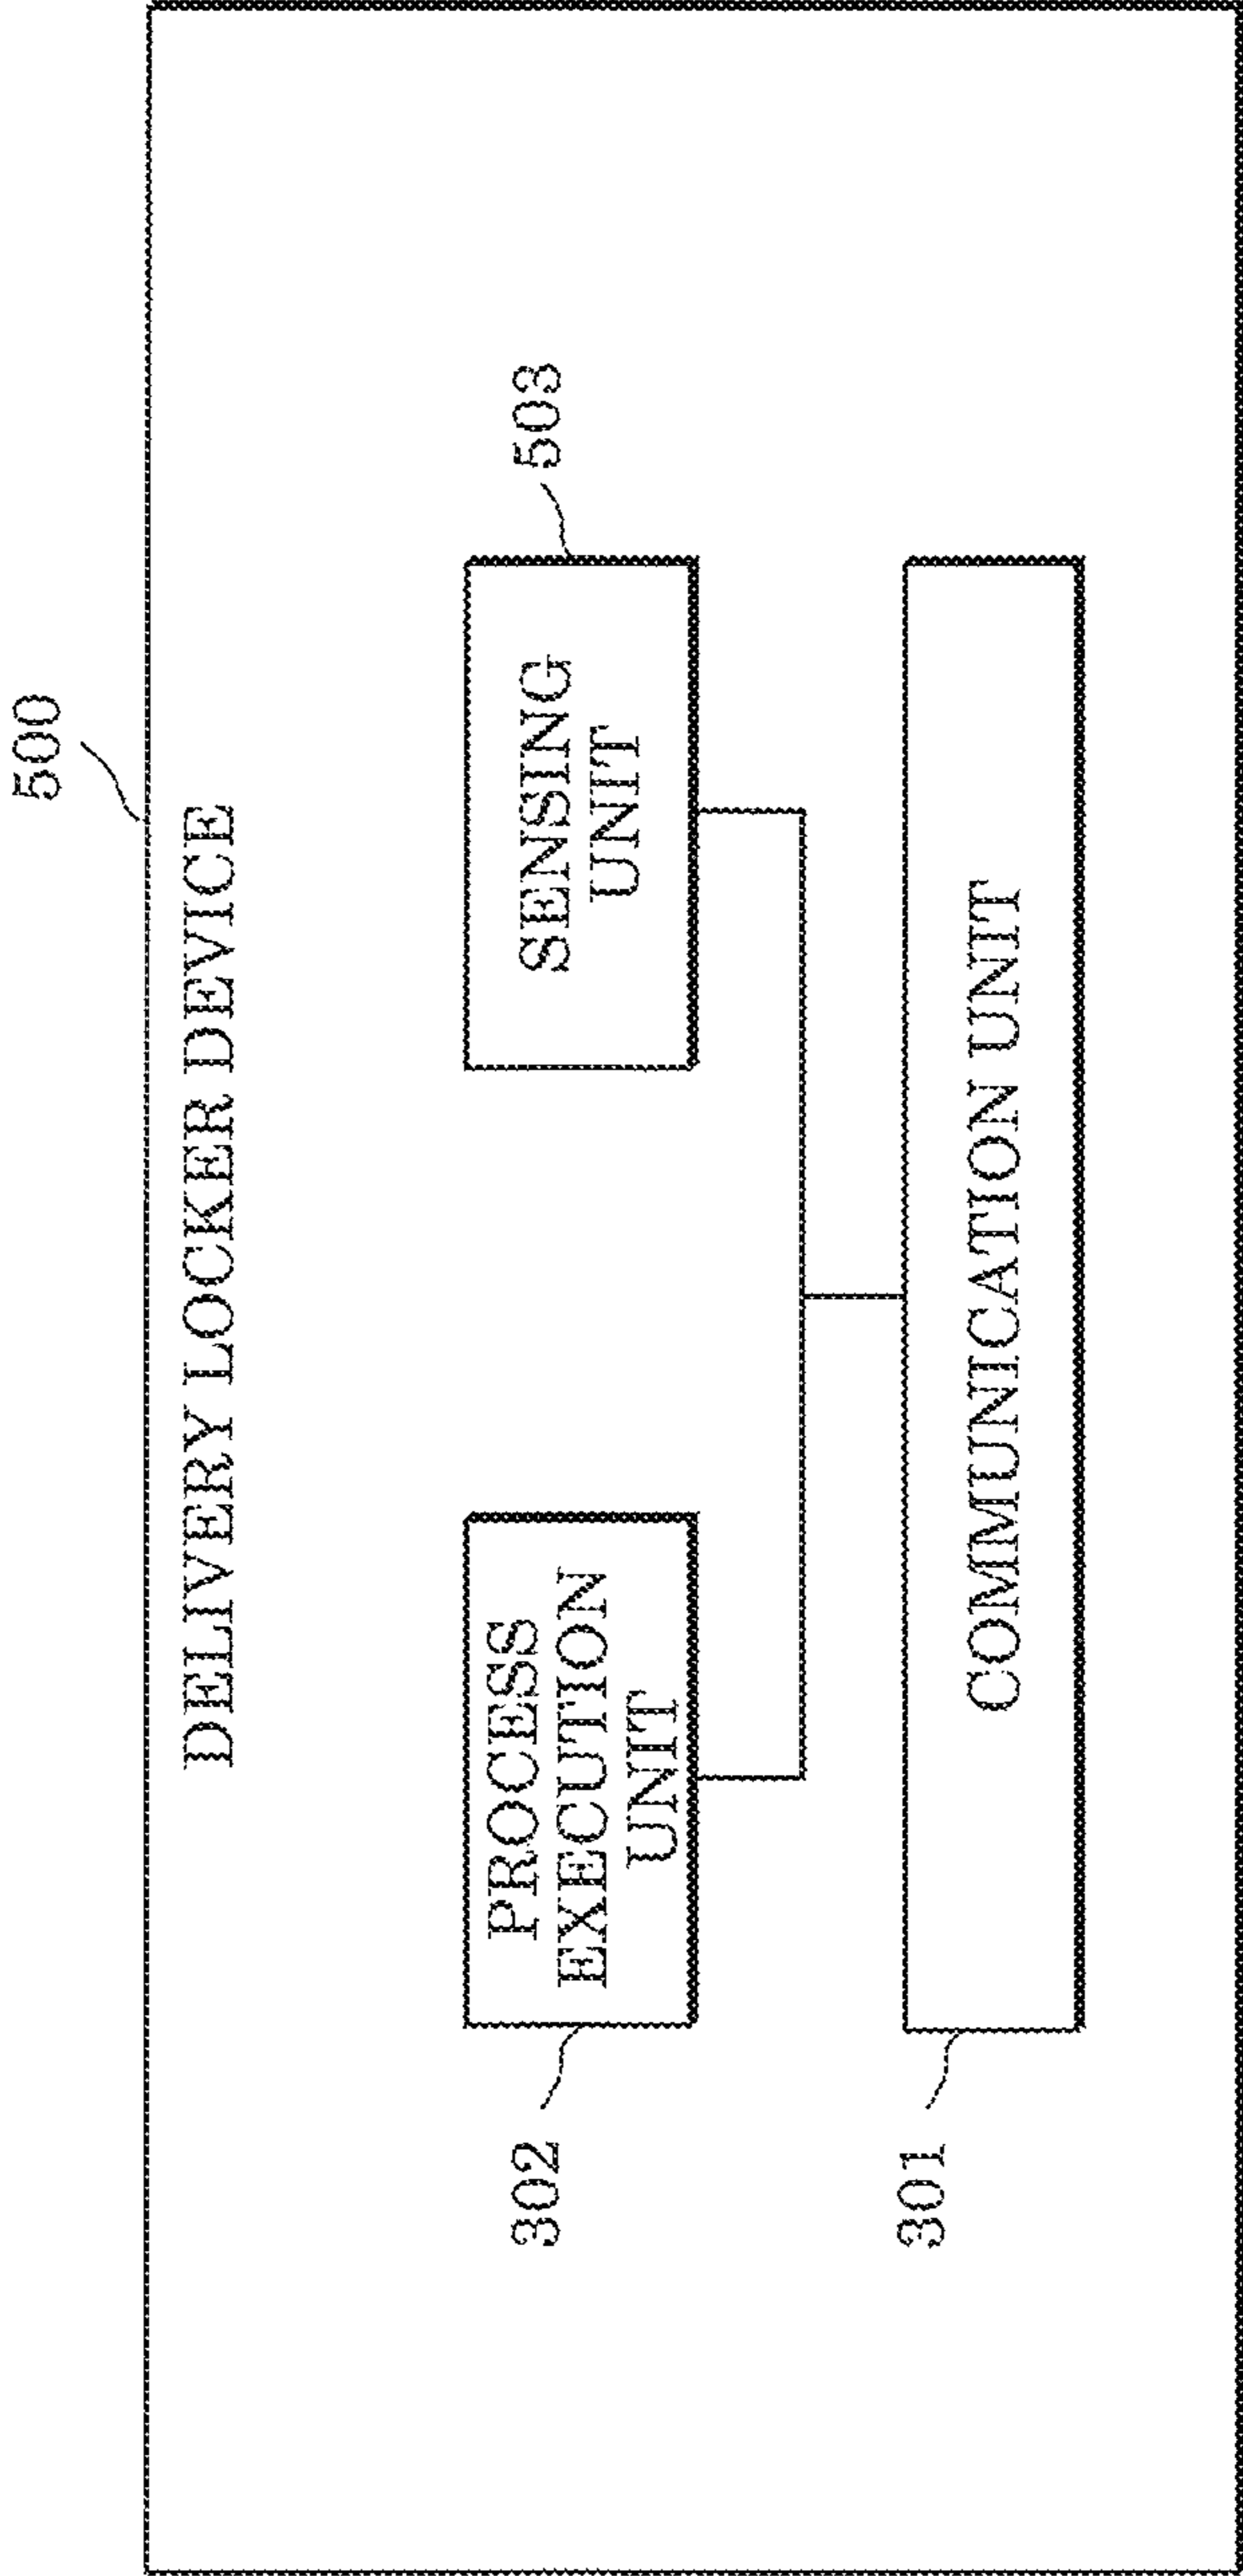 500
DELIVERY LOCKER DEVICE
302
PROCESS
EXECUTION
UNIT
SENSING
UNIT
503
301
COMMUNICATION UNIT